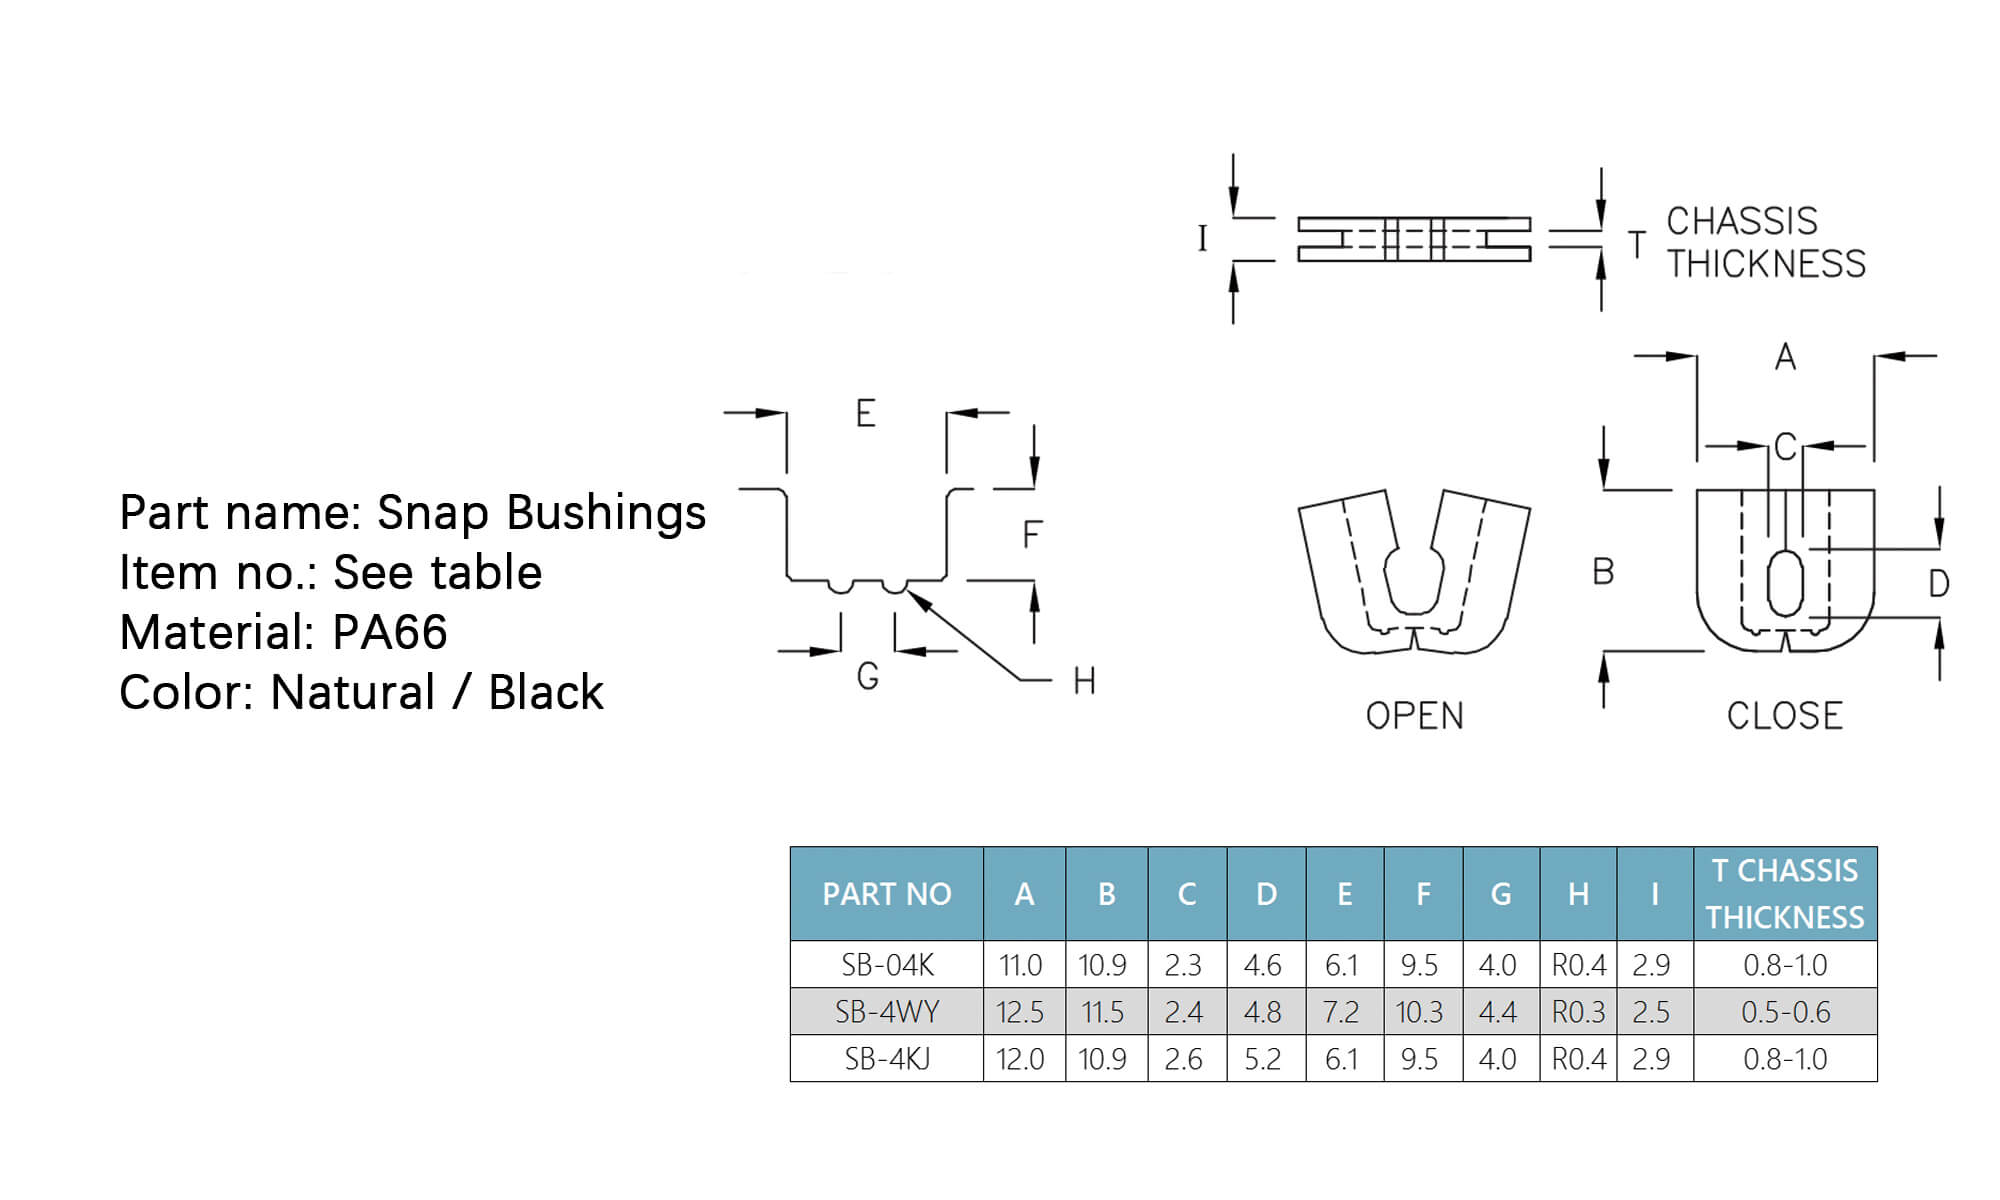 I
T
CHASSIS
THICKNESS
A
E
C
F
B
D
G
H
OPEN
CLOSE
Part name: Snap Bushings
Item no.: See table
Material: PA66
Color: Natural / Black
PART NO A B C D E F G H I T CHASSIS THICKNESS
SB-04K 11.0 10.9 2.3 4.6 6.1 9.5 4.0 R0.4 2.9 0.8-1.0
SB-4WY 12.5 11.5 2.4 4.8 7.2 10.3 4.4 R0.3 2.5 0.5-0.6
SB-4KJ 12.0 10.9 2.6 5.2 6.1 9.5 4.0 R0.4 2.9 0.8-1.0